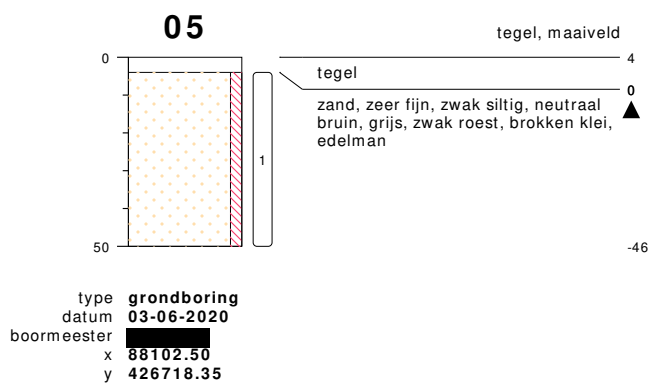 05
tegel, maaiveld
0
4
tegel
0
zand, zeer fijn, zwak siltig, neutraal
bruin, grijs, zwak roest, brokken klei,
edelman
1
50
-46
type grondboring
datum 03-06-2020
boormeester
x 88102.50
y 426718.35